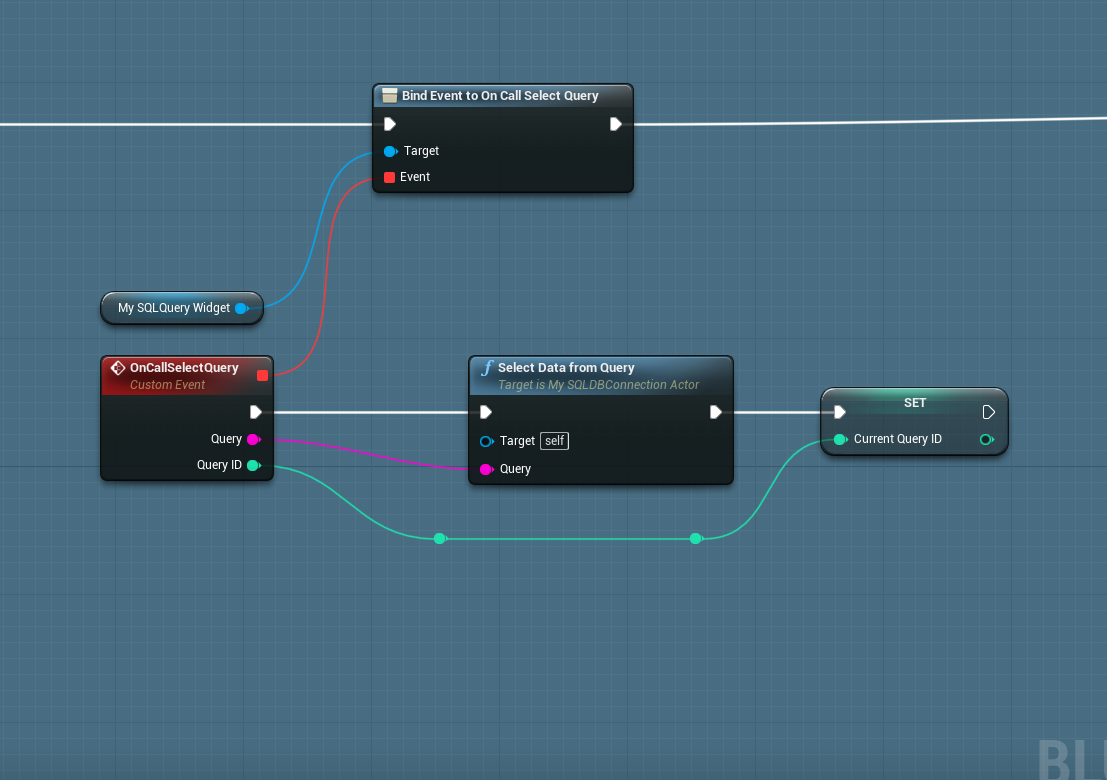 Bind Event to On Call Select Query
Target
Event
My SQLQuery Widget
OnCallSelectQuery
Custom Event
Query
Query ID
Select Data from Query
Target is My SQLDBConnection Actor
Target self
Query
SET
Current Query ID